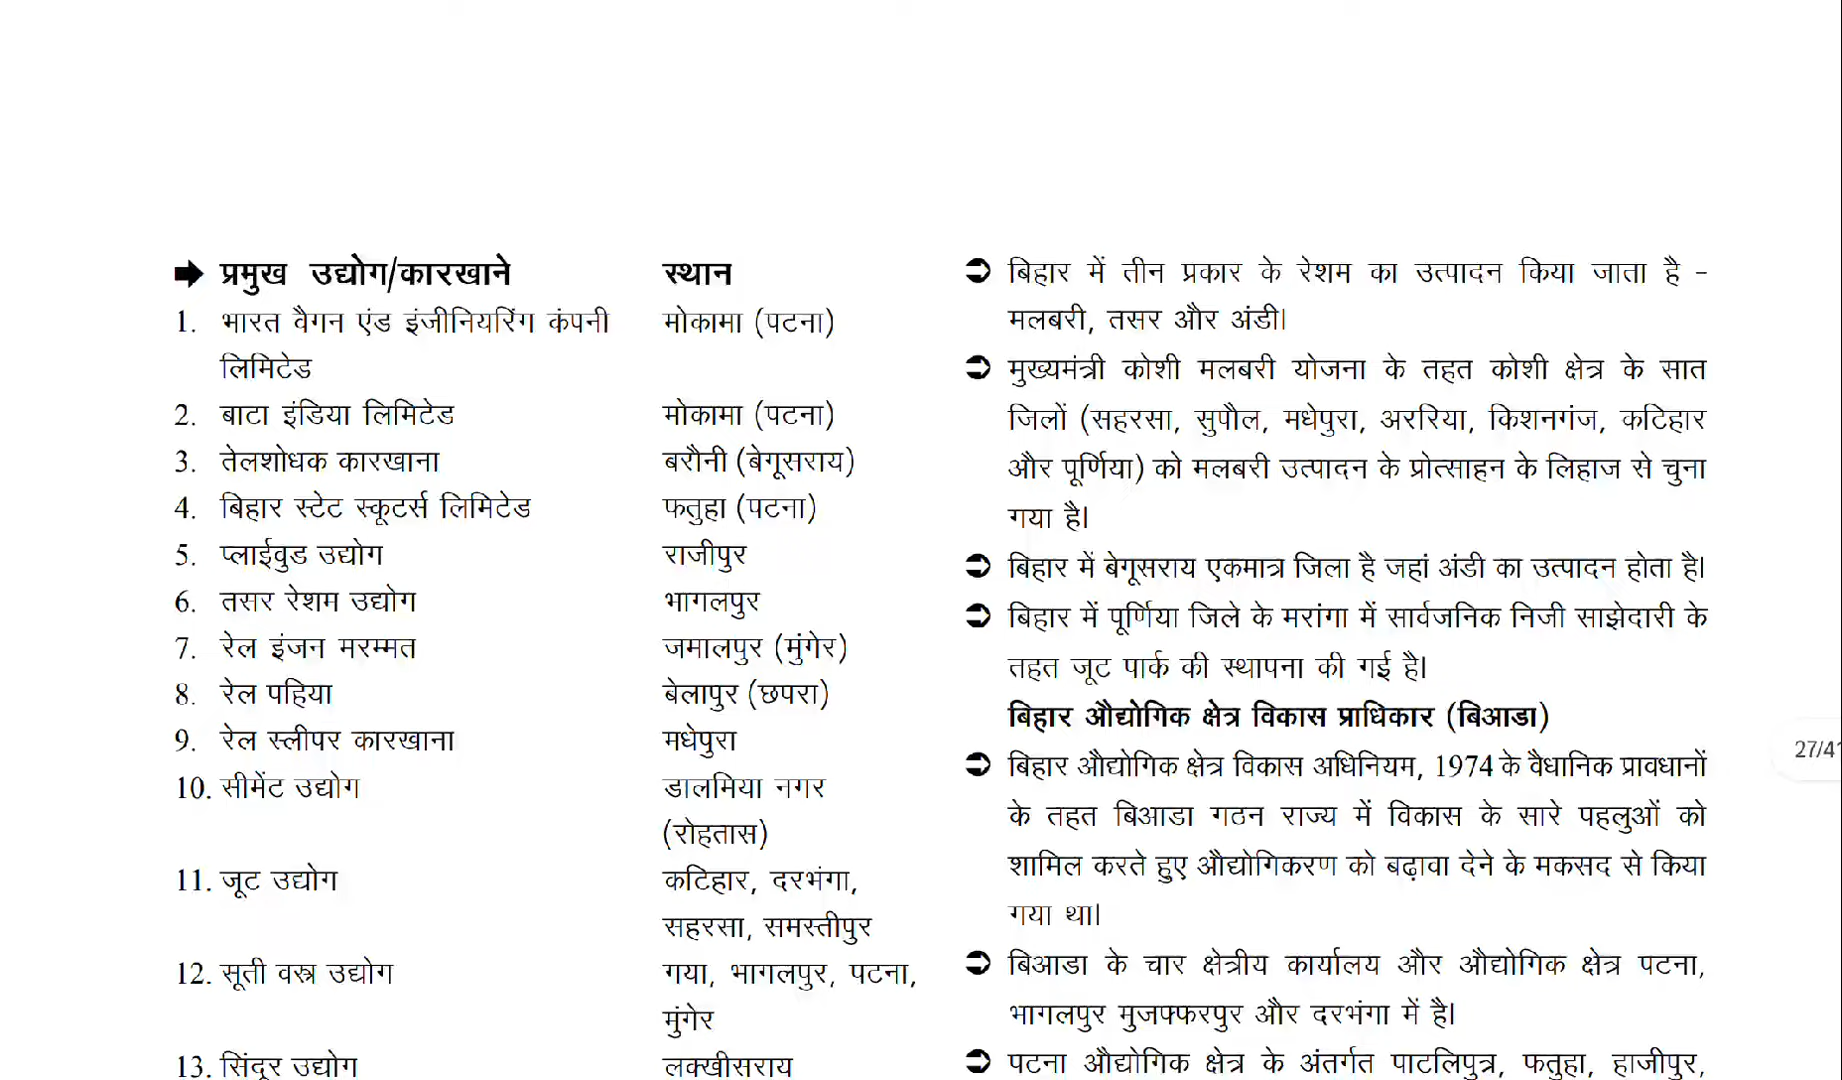 ➡ प्रमुख उद्योग/कारखाने स्थान
1. भारत वैगन एंड इंजीनियरिंग कंपनी मोकामा (पटना)
लिमिटेड
2. बाटा इंडिया लिमिटेड मोकामा (पटना)
3. तेलशोधक कारखाना बरौनी (बेगूसराय)
4. बिहार स्टेट स्कूटर्स लिमिटेड फतुहा (पटना)
5. प्लाईवुड उद्योग राजीपुर
6. तसर रेशम उद्योग भागलपुर
7. रेल इंजन मरम्मत जमालपुर (मुंगेर)
8. रेल पहिया बेलापुर (छपरा)
9. रेल स्लीपर कारखाना मधेपुरा
10. सीमेंट उद्योग डालमिया नगर
(रोहतास)
11. जूट उद्योग कटिहार, दरभंगा,
सहरसा, समस्तीपुर
12. सूती वस्त्र उद्योग गया, भागलपुर, पटना,
मुंगेर
13. सिंदूर उद्योग लक्खीसराय
➲ बिहार में तीन प्रकार के रेशम का उत्पादन किया जाता है -
मलबरी, तसर और अंडी।
➲ मुख्यमंत्री कोशी मलबरी योजना के तहत कोशी क्षेत्र के सात
जिलों (सहरसा, सुपौल, मधेपुरा, अररिया, किशनगंज, कटिहार
और पूर्णिया) को मलबरी उत्पादन के प्रोत्साहन के लिहाज से चुना
गया है।
➲ बिहार में बेगूसराय एकमात्र जिला है जहां अंडी का उत्पादन होता है।
➲ बिहार में पूर्णिया जिले के मरांगा में सार्वजनिक निजी साझेदारी के
तहत जूट पार्क की स्थापना की गई है।
बिहार औद्योगिक क्षेत्र विकास प्राधिकार (बिआडा)
➲ बिहार औद्योगिक क्षेत्र विकास अधिनियम, 1974 के वैधानिक प्रावधानों
के तहत बिआडा गठन राज्य में विकास के सारे पहलुओं को
शामिल करते हुए औद्योगिकरण को बढ़ावा देने के मकसद से किया
गया था।
➲ बिआडा के चार क्षेत्रीय कार्यालय और औद्योगिक क्षेत्र पटना,
भागलपुर मुजफ्फरपुर और दरभंगा में है।
➲ पटना औद्योगिक क्षेत्र के अंतर्गत पाटलिपुत्र, फतुहा, हाजीपुर,